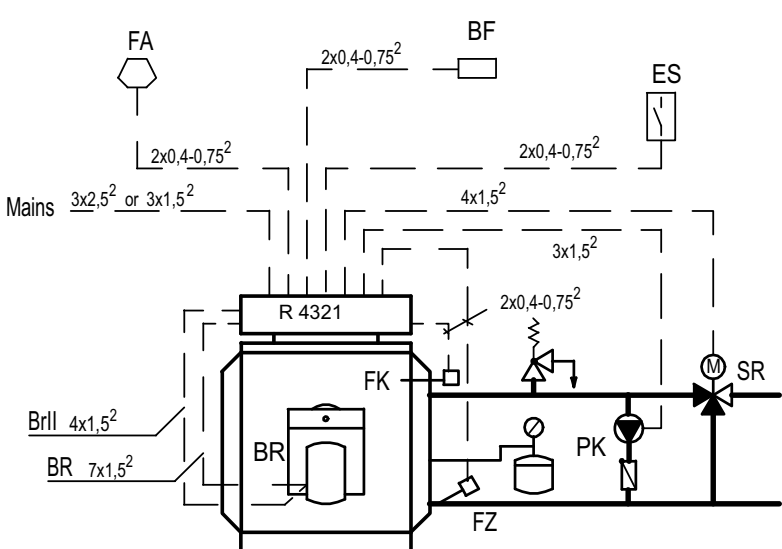 FA
BF
2x0,4-0,75²
ES
2x0,4-0,75²
2x0,4-0,75²
Mains 3x2,5² or 3x1,5²
4x1,5²
3x1,5²
R 4321
2x0,4-0,75²
FK
M
SR
BrII 4x1,5²
BR
PK
BR 7x1,5²
FZ